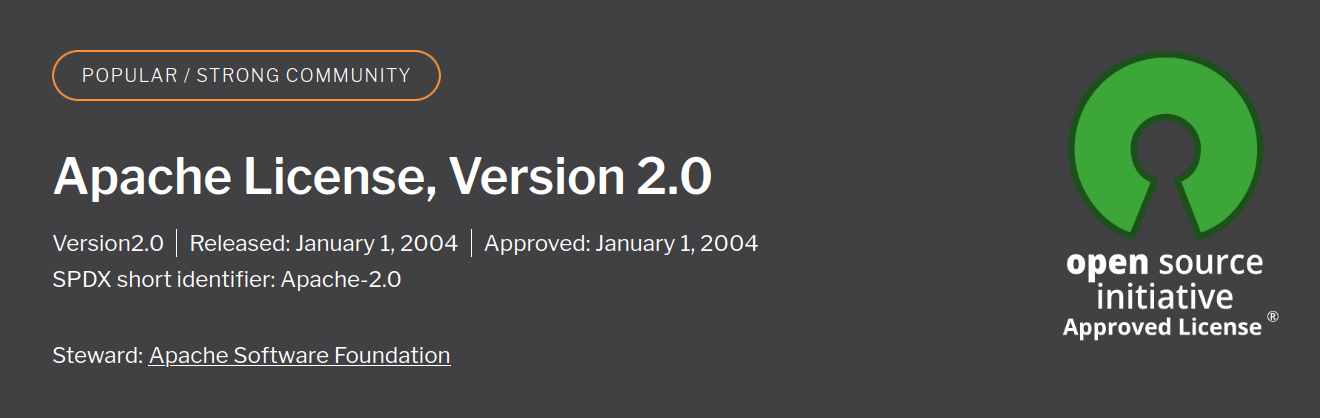 POPULAR / STRONG COMMUNITY
Apache License, Version 2.0
Version2.0 | Released: January 1, 2004 | Approved: January 1, 2004
SPDX short identifier: Apache-2.0
Steward: Apache Software Foundation
open source
initiative
Approved License ®